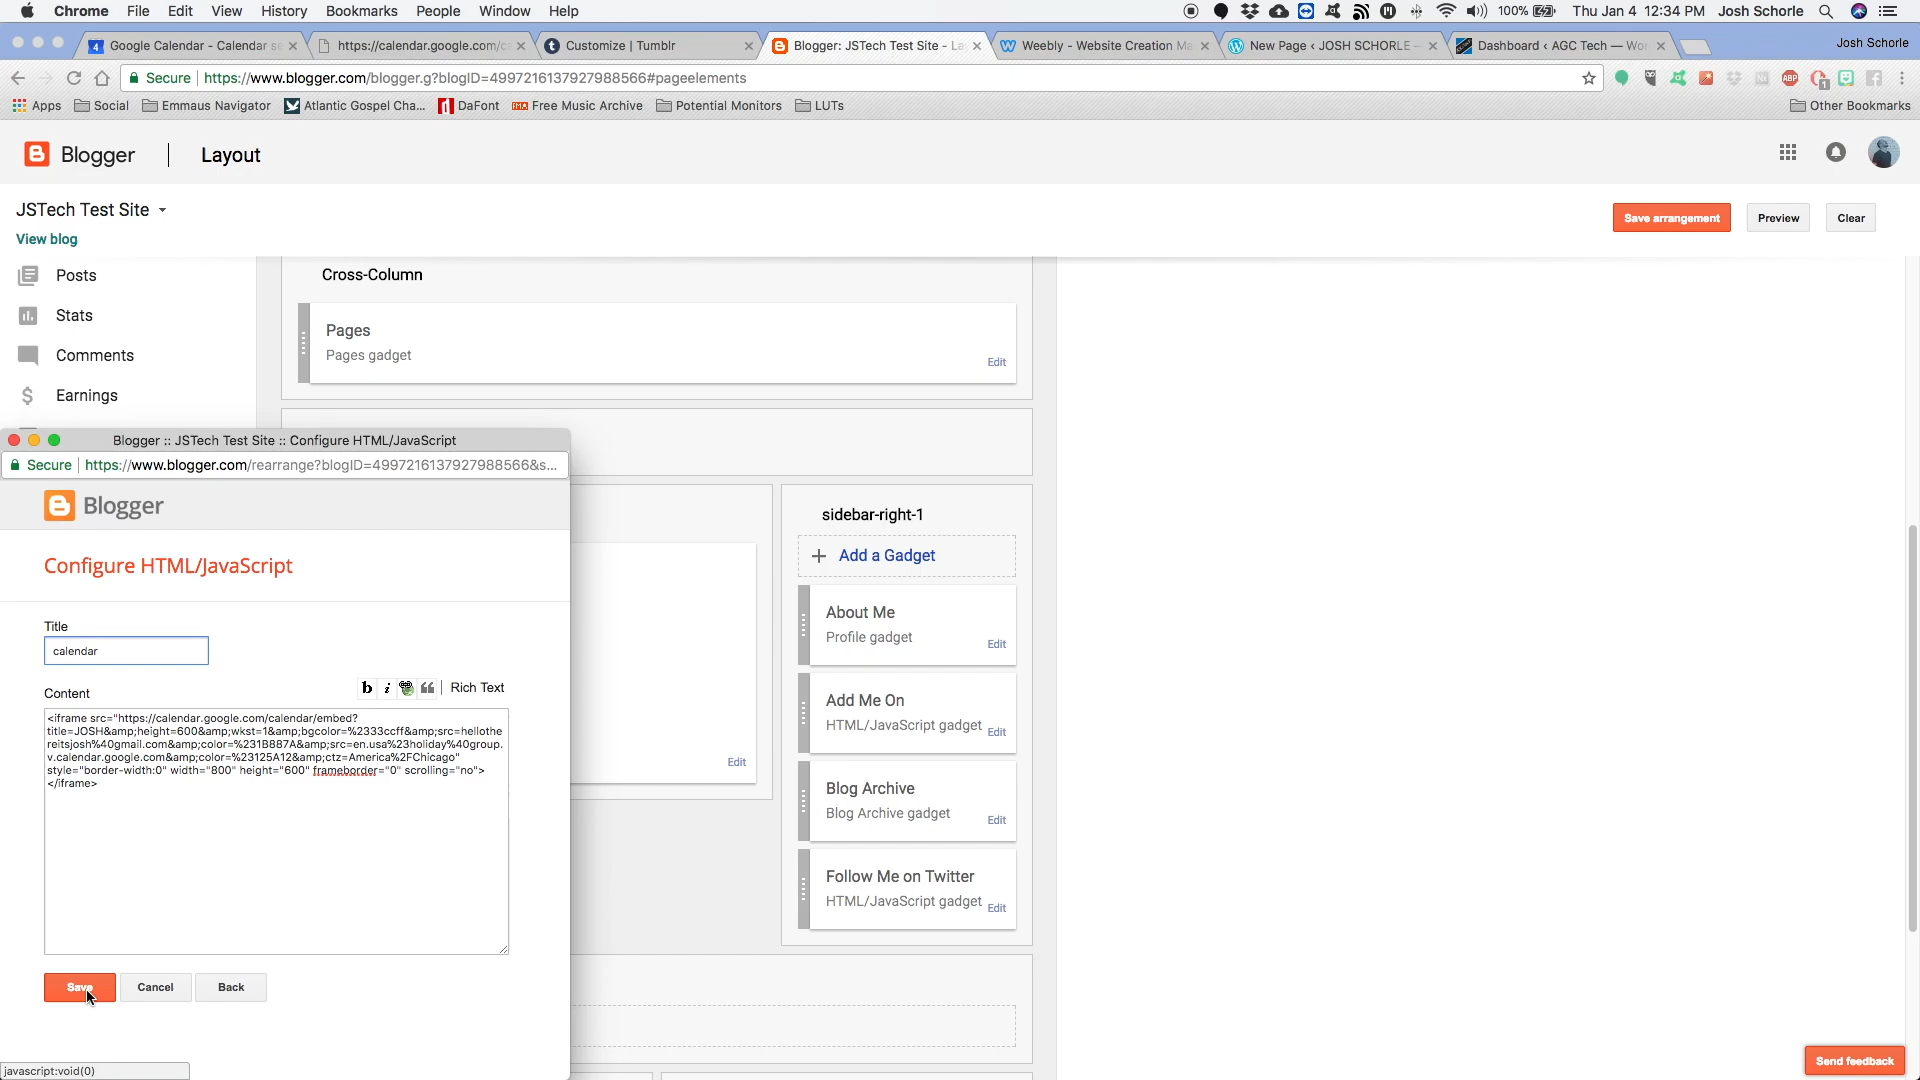 Chrome File Edit View History Bookmarks People Window Help 100% Thu Jan 4 12:34 PM Josh Schorle
4 Google Calendar - Calendar se
https://calendar.google.com/ca
Customize | Tumblr
Blogger: JSTech Test Site - La
Weebly - Website Creation Ma
New Page ‹ JOSH SCHORLE —
Dashboard ‹ AGC Tech — Wor
Josh Schorle
Secure https://www.blogger.com/blogger.g?blogID=4997216137927988566#pageelements
ABP 1
Apps Social Emmaus Navigator Atlantic Gospel Cha... DaFont Free Music Archive Potential Monitors LUTs Other Bookmarks
Blogger Layout
JSTech Test Site
Save arrangement Preview Clear
View blog
Posts
Stats
Comments
Earnings
Cross-Column
Pages
Pages gadget
Edit
Blogger :: JSTech Test Site :: Configure HTML/JavaScript
Secure https://www.blogger.com/rearrange?blogID=4997216137927988566&s...
Blogger
Configure HTML/JavaScript
Title
calendar
Content
b i Rich Text
<iframe src="https://calendar.google.com/calendar/embed?
title=JOSH&amp;height=600&amp;wkst=1&amp;bgcolor=%2333ccff&amp;src=hellothe
reitsjosh%40gmail.com&amp;color=%231B887A&amp;src=en.usa%23holiday%40group.
v.calendar.google.com&amp;color=%23125A12&amp;ctz=America%2FChicago"
style="border-width:0" width="800" height="600" frameborder="0" scrolling="no">
</iframe>
Save Cancel Back
javascript:void(0)
Edit
sidebar-right-1
Add a Gadget
About Me
Profile gadget
Edit
Add Me On
HTML/JavaScript gadget
Edit
Blog Archive
Blog Archive gadget
Edit
Follow Me on Twitter
HTML/JavaScript gadget
Edit
Send feedback